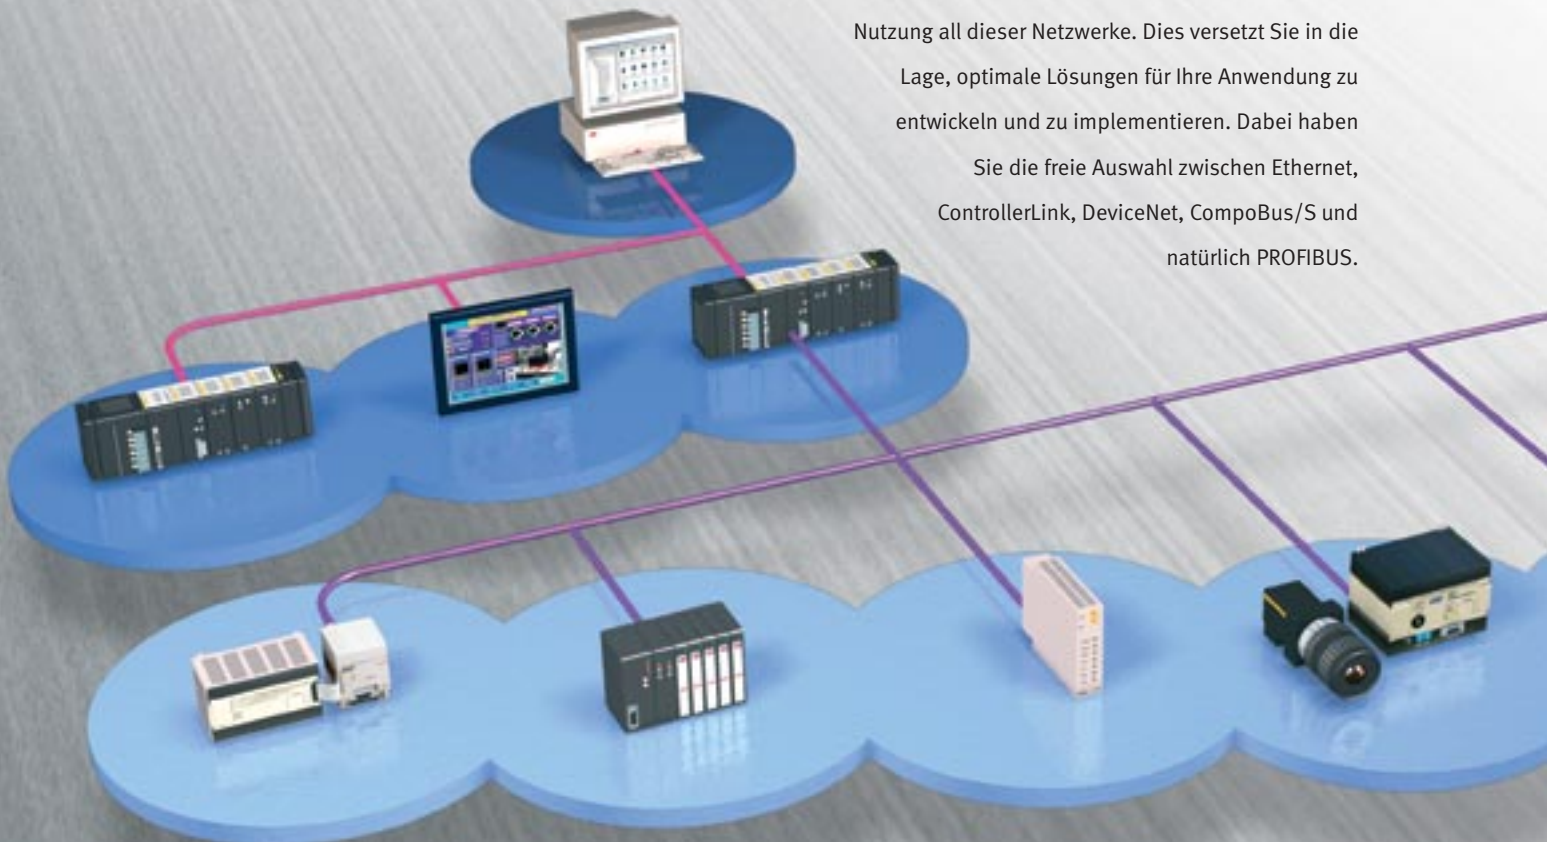 Nutzung all dieser Netzwerke. Dies versetzt Sie in die
Lage, optimale Lösungen für Ihre Anwendung zu
entwickeln und zu implementieren. Dabei haben
Sie die freie Auswahl zwischen Ethernet,
ControllerLink, DeviceNet, CompoBus/S und
natürlich PROFIBUS.